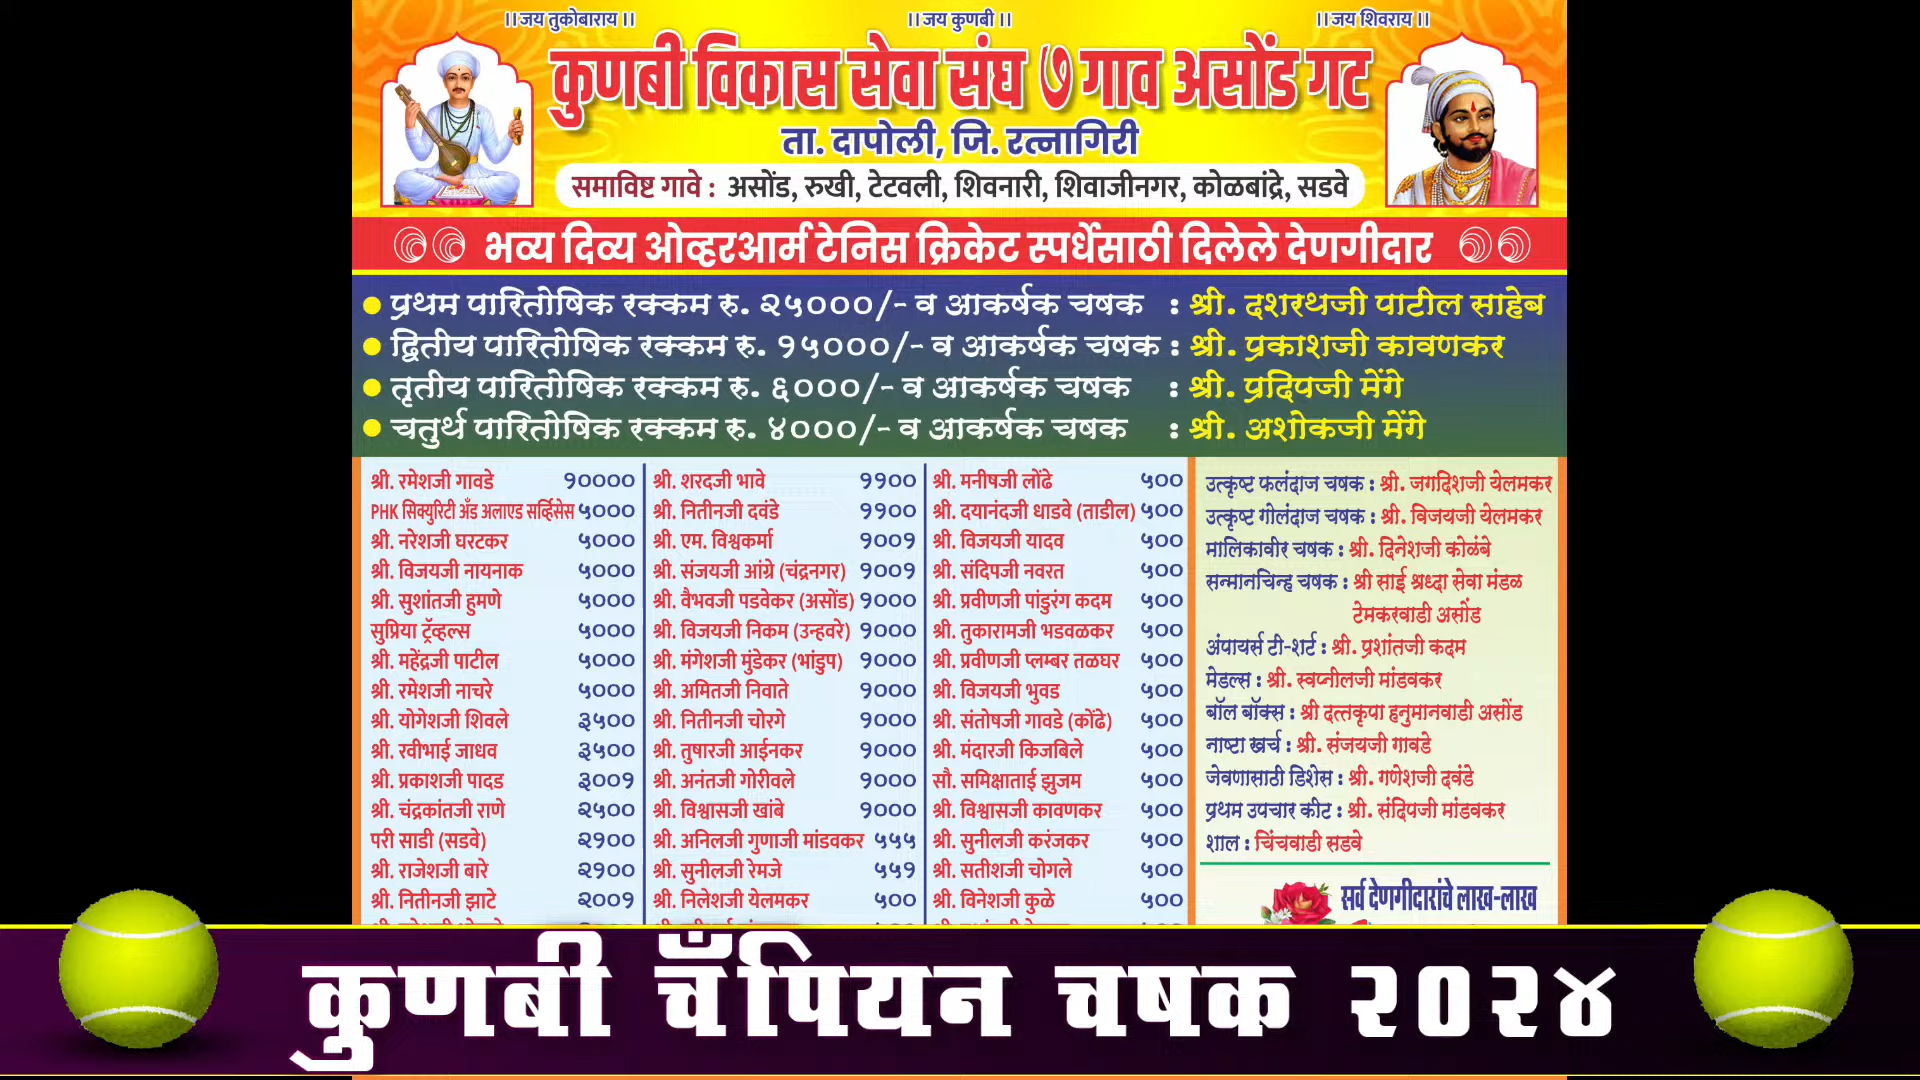 ।।जय तुकोबाराय ।।
।।जय कुणबी ।।
।।जय शिवराय ।।
कुणबी विकास सेवा संघ ७ गाव असोंड गट
ता. दापोली, जि. रत्नागिरी
समाविष्ट गावे : असोंड, रुखी, टेटवली, शिवनारी, शिवाजीनगर, कोळबांद्रे, सडवे
भव्य दिव्य ओव्हरआर्म टेनिस क्रिकेट स्पर्धेसाठी दिलेले देणगीदार
प्रथम पारितोषिक रक्कम रु. २५०००/- व आकर्षक चषक : श्री. दशरथजी पाटील साहेब
द्वितीय पारितोषिक रक्कम रु. १५०००/- व आकर्षक चषक : श्री. प्रकाशजी कावणकर
तृतीय पारितोषिक रक्कम रु. ६०००/- व आकर्षक चषक : श्री. प्रदिपजी मेंगे
चतुर्थ पारितोषिक रक्कम रु. ४०००/- व आकर्षक चषक : श्री. अशोकजी मेंगे
श्री. रमेशजी गावडे १००००
PHK सिक्युरिटी अँड अलाएड सर्व्हिसेस ५०००
श्री. नरेशजी घरटकर ५०००
श्री. विजयजी नायनाक ५०००
श्री. सुशांतजी हुमणे ५०००
सुप्रिया ट्रॅव्हल्स ५०००
श्री. महेंद्रजी पाटील ५०००
श्री. रमेशजी नाचरे ५०००
श्री. योगेशजी शिवले ३५००
श्री. रवीभाई जाधव ३५००
श्री. प्रकाशजी पादड ३००१
श्री. चंद्रकांतजी राणे २५००
परी साडी (सडवे) २१००
श्री. राजेशजी बारे २१००
श्री. नितीनजी झाटे २००१
श्री. शरदजी भावे ११००
श्री. नितीनजी दवंडे ११००
श्री. एम. विश्वकर्मा १००१
श्री. संजयजी आंग्रे (चंद्रनगर) १००१
श्री. वैभवजी पडवेकर (असोंड) १०००
श्री. विजयजी निकम (उन्हवरे) १०००
श्री. मंगेशजी मुंडेकर (भांडुप) १०००
श्री. अमितजी निवाते १०००
श्री. नितीनजी चोरगे १०००
श्री. तुषारजी आईनकर १०००
श्री. अनंतजी गोरीवले १०००
श्री. विश्वासजी खांबे १०००
श्री. अनिलजी गुणाजी मांडवकर ५५५
श्री. सुनीलजी रेमजे ५५१
श्री. निलेशजी येलमकर ५००
श्री. मनीषजी लोंढे ५००
श्री. दयानंदजी धाडवे (ताडील) ५००
श्री. विजयजी यादव ५००
श्री. संदिपजी नवरत ५००
श्री. प्रवीणजी पांडुरंग कदम ५००
श्री. तुकारामजी भडवळकर ५००
श्री. प्रवीणजी प्लम्बर तळघर ५००
श्री. विजयजी भुवड ५००
श्री. संतोषजी गावडे (कोंढे) ५००
श्री. मंदारजी किजबिले ५००
सौ. समिक्षाताई झुजम ५००
श्री. विश्वासजी कावणकर ५००
श्री. सुनीलजी करंजकर ५००
श्री. सतीशजी चोगले ५००
श्री. विनेशजी कुळे ५००
उत्कृष्ट फलंदाज चषक : श्री. जगदिशजी येलमकर
उत्कृष्ट गोलंदाज चषक : श्री. विजयजी येलमकर
मालिकावीर चषक : श्री. दिनेशजी कोळंबे
सन्मानचिन्ह चषक : श्री साई श्रध्दा सेवा मंडळ
टेमकरवाडी असोंड
अंपायर्स टी-शर्ट : श्री. प्रशांतजी कदम
मेडल्स : श्री. स्वप्नीलजी मांडवकर
बॉल बॉक्स : श्री दत्तकृपा हनुमानवाडी असोंड
नाष्टा खर्च : श्री. संजयजी गावडे
जेवणासाठी डिशेस : श्री. गणेशजी दवंडे
प्रथम उपचार कीट : श्री. संदिपजी मांडवकर
शाल : चिंचवाडी सडवे
सर्व देणगीदारांचे लाख-लाख
कुणबी चॅंपियन चषक २०२४